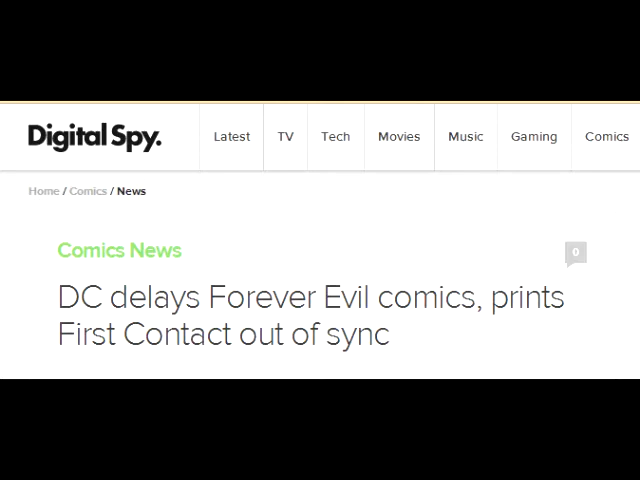 Digital Spy. Latest TV Tech Movies Music Gaming Comics
Home / Comics / News
Comics News 0
DC delays Forever Evil comics, prints
First Contact out of sync